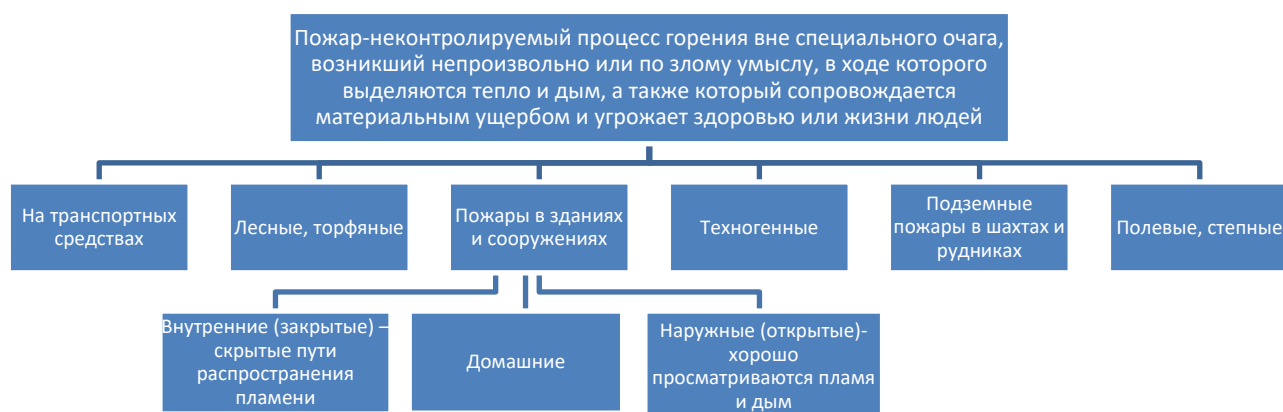 Пожар-неконтролируемый процесс горения вне специального очага,
возникший непроизвольно или по злому умыслу, в ходе которого
выделяются тепло и дым, а также который сопровождается
материальным ущербом и угрожает здоровью или жизни людей
На транспортных
средствах
Лесные, торфяные
Пожары в зданиях
и сооружениях
Техногенные
Подземные
пожары в шахтах и
рудниках
Полевые, степные
Внутренние (закрытые) –
скрытые пути
распространения
пламени
Домашние
Наружные (открытые)-
хорошо
просматриваются пламя
и дым